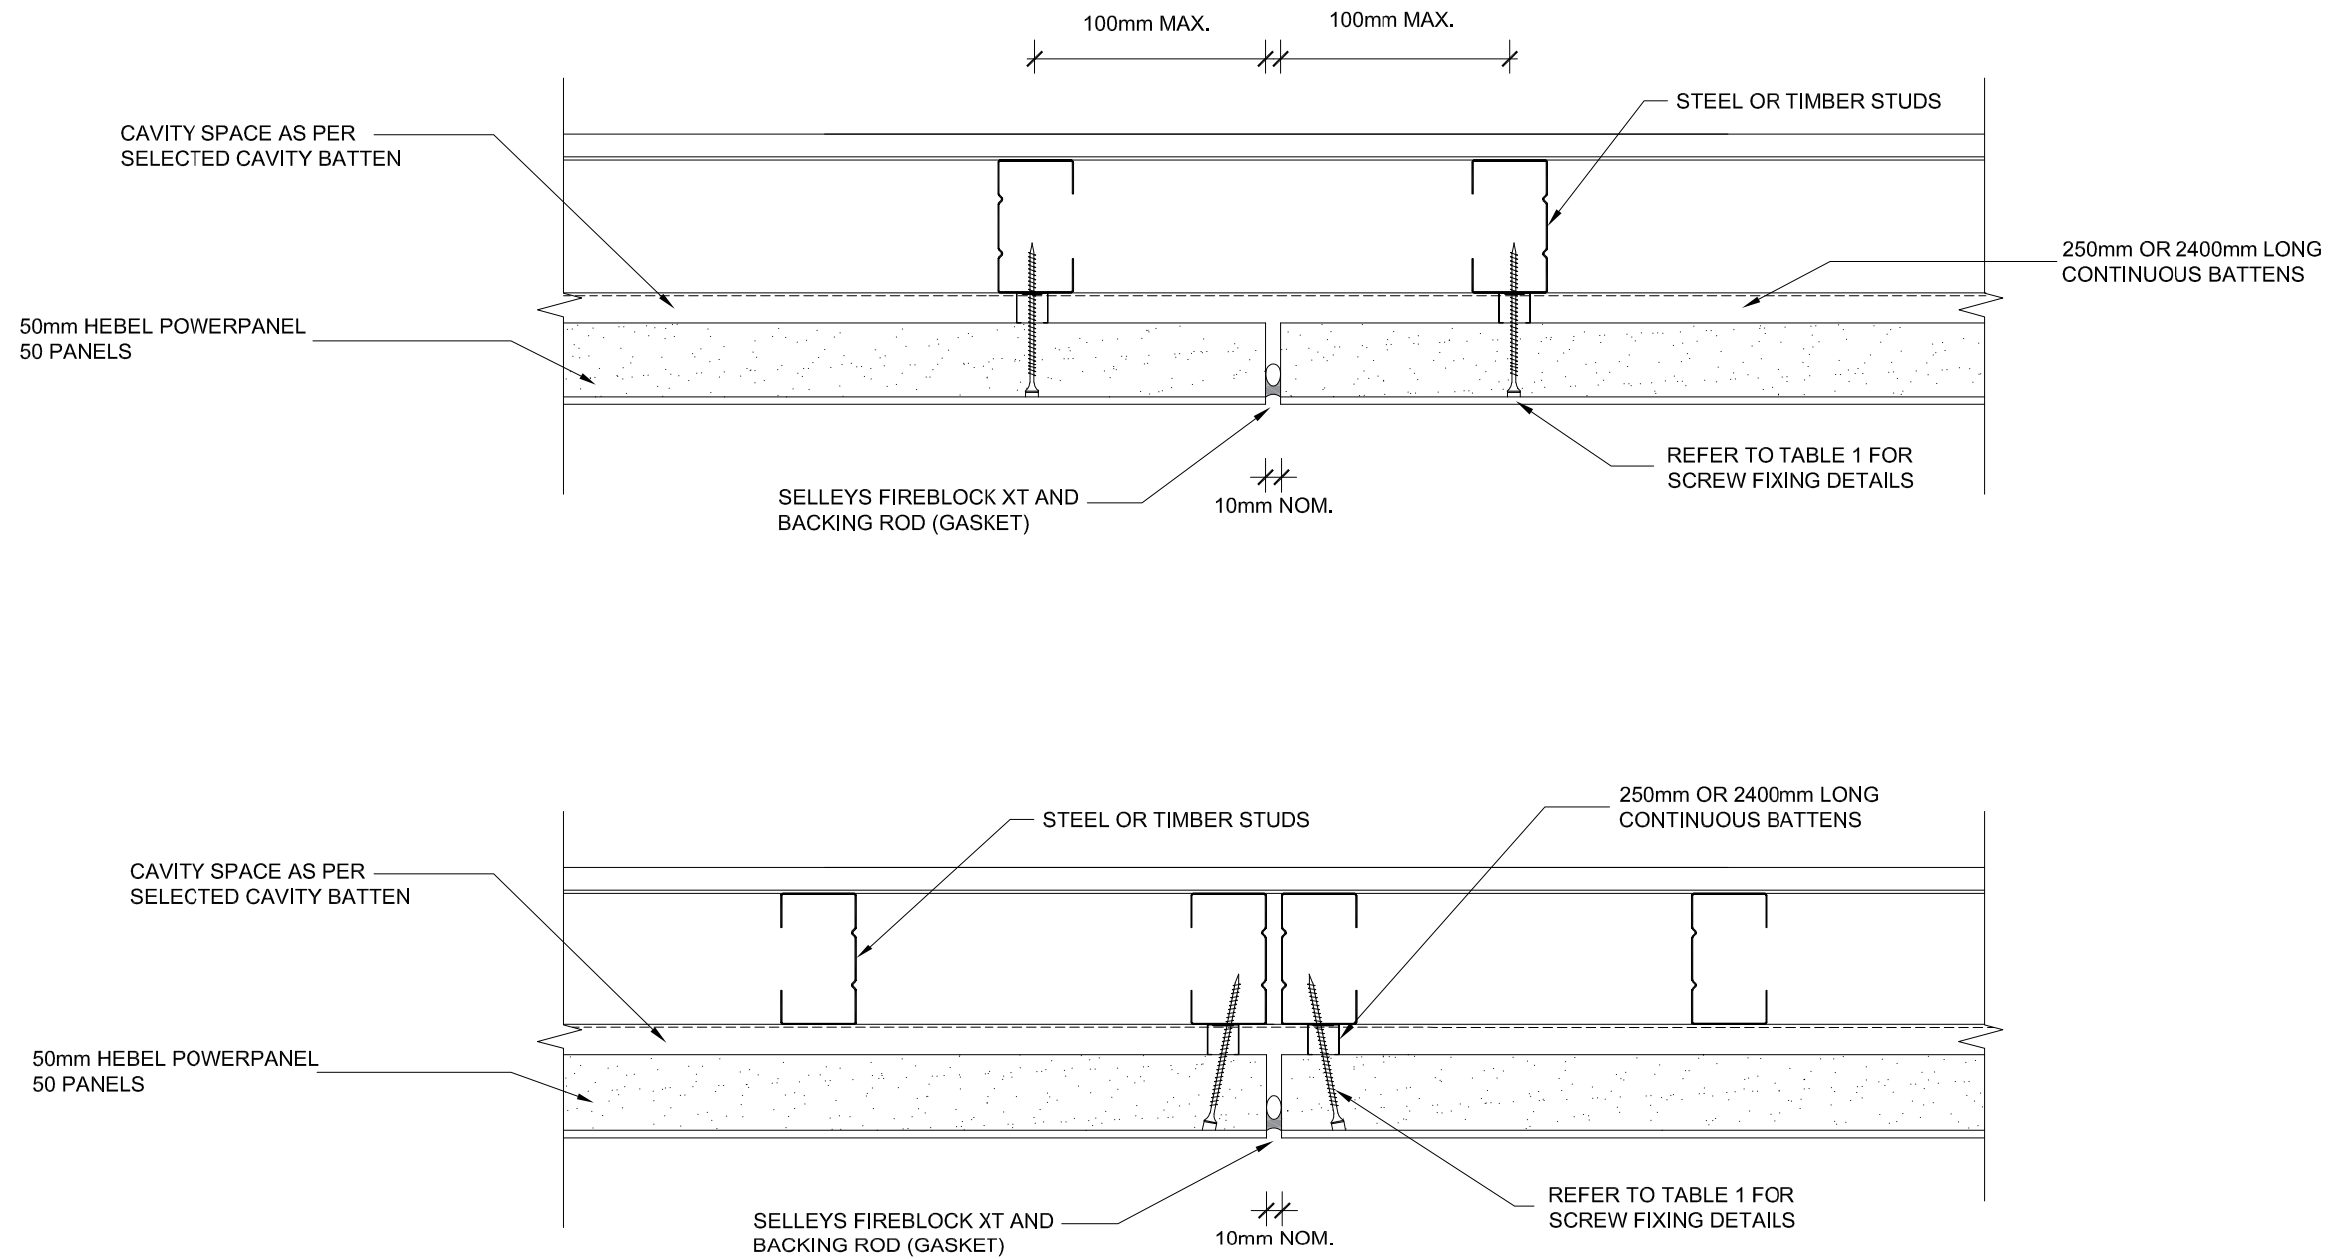 100mm MAX.
100mm MAX.
STEEL OR TIMBER STUDS
CAVITY SPACE AS PER
SELECTED CAVITY BATTEN
250mm OR 2400mm LONG
CONTINUOUS BATTENS
50mm HEBEL POWERPANEL
50 PANELS
REFER TO TABLE 1 FOR
SCREW FIXING DETAILS
SELLEYS FIREBLOCK XT AND
BACKING ROD (GASKET)
10mm NOM.
250mm OR 2400mm LONG
CONTINUOUS BATTENS
STEEL OR TIMBER STUDS
CAVITY SPACE AS PER
SELECTED CAVITY BATTEN
50mm HEBEL POWERPANEL
50 PANELS
REFER TO TABLE 1 FOR
SCREW FIXING DETAILS
SELLEYS FIREBLOCK XT AND
BACKING ROD (GASKET)
10mm NOM.